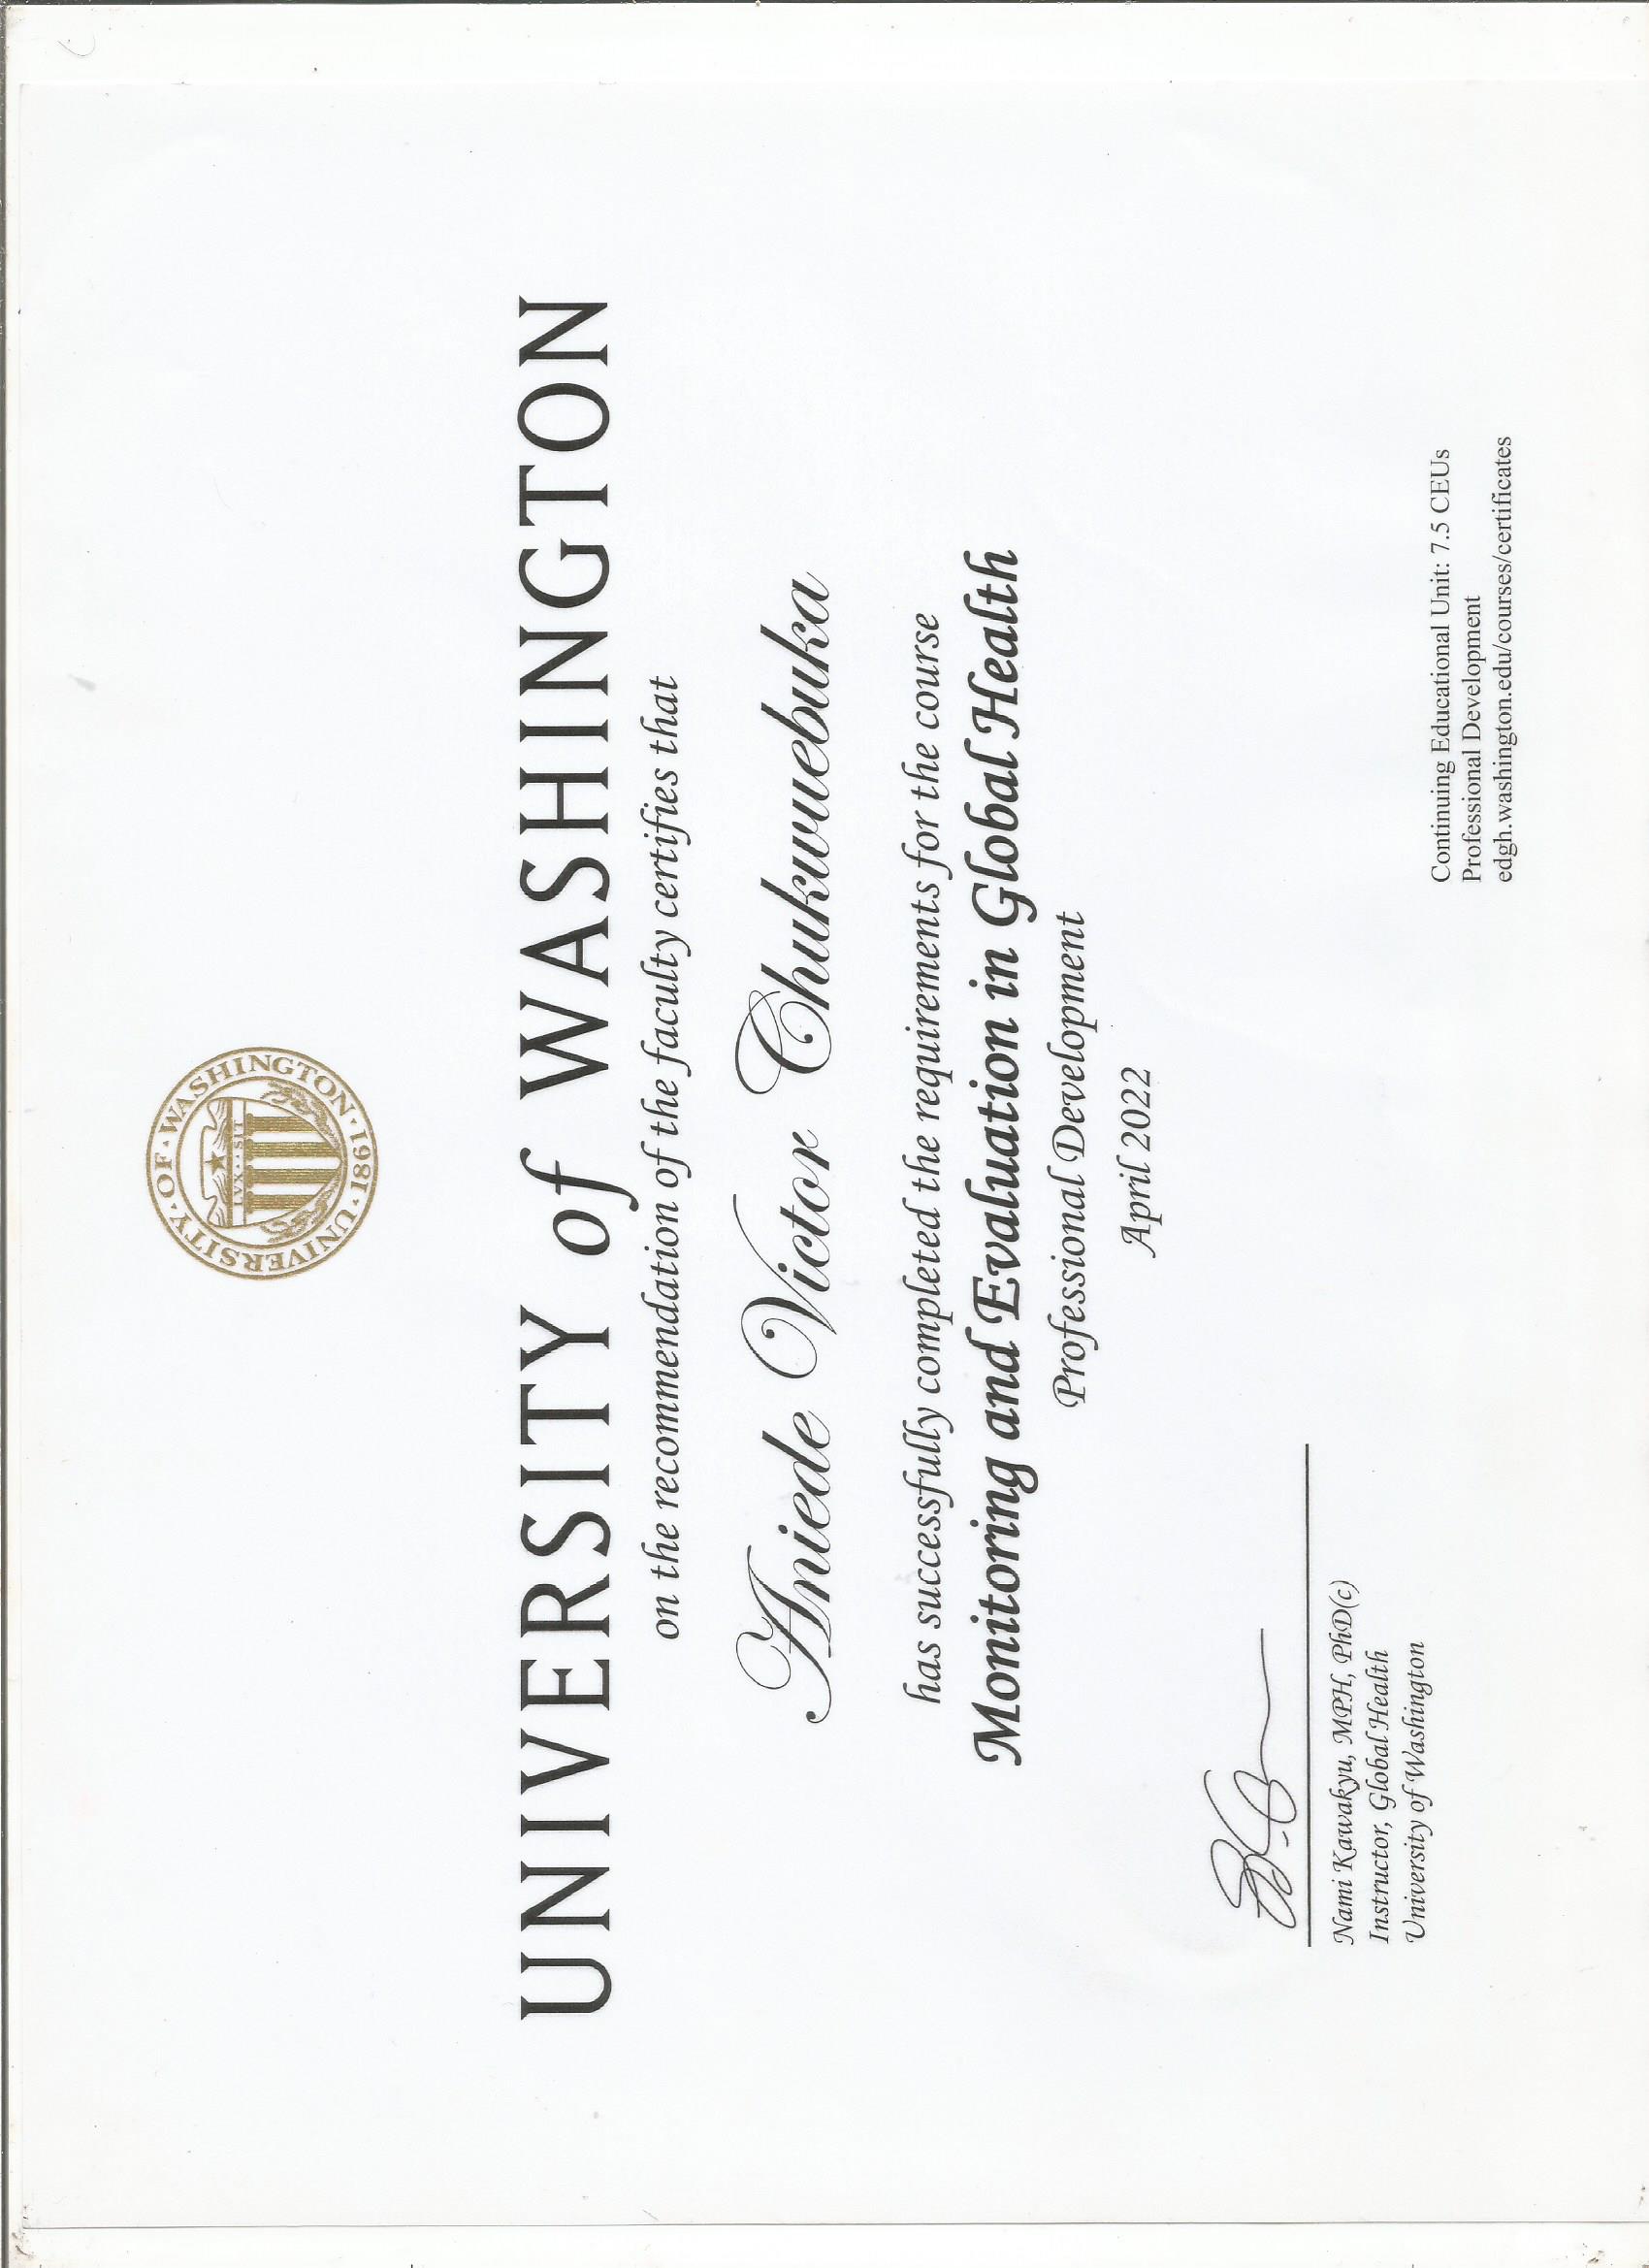 UNIVERSITY · OF · WASHINGTON · 1861 ·
LVX · · SIT
UNIVERSITY of WASHINGTON
on the recommendation of the faculty certifies that
Aniede Victor Chukwuebuka
has successfully completed the requirements for the course
Monitoring and Evaluation in Global Health
Professional Development
April 2022
Nami Kawakyu, MPH, PhD(c)
Instructor, Global Health
University of Washington
Continuing Educational Unit: 7.5 CEUs
Professional Development
edgh.washington.edu/courses/certificates